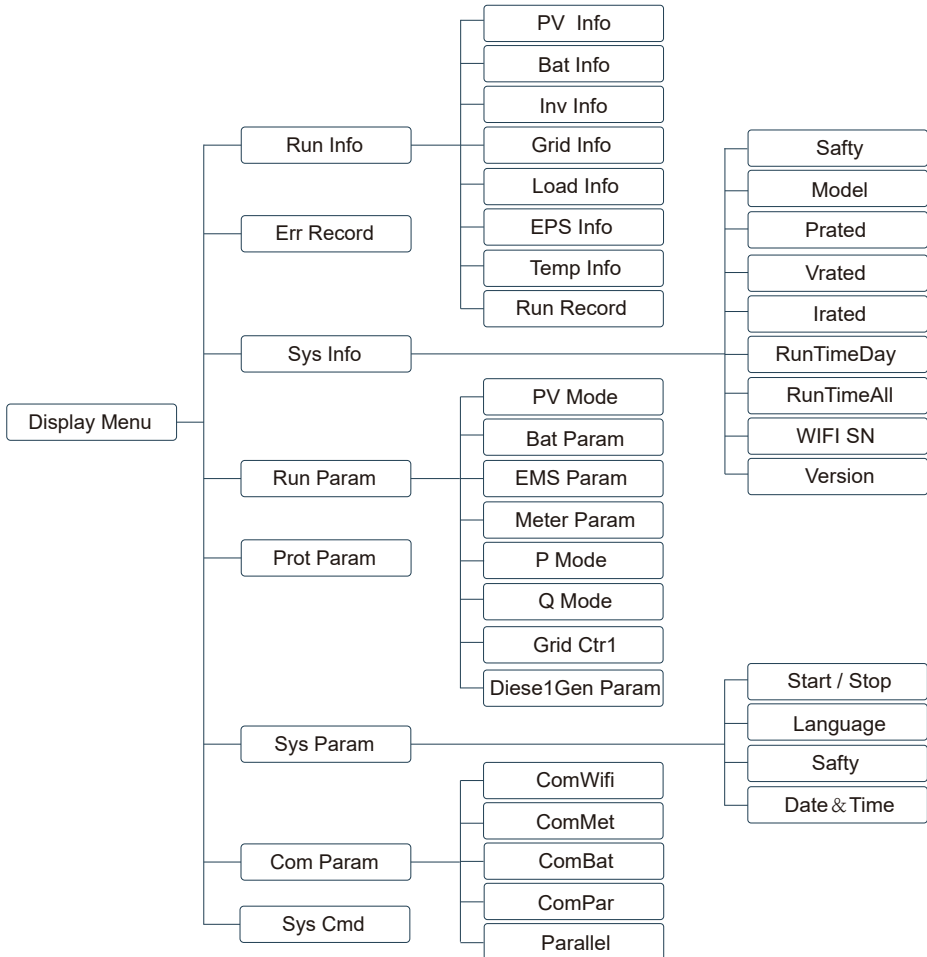 Display Menu
Run Info
PV Info
Bat Info
Inv Info
Grid Info
Load Info
EPS Info
Temp Info
Run Record
Err Record
Sys Info
Safty
Model
Prated
Vrated
Irated
RunTimeDay
RunTimeAll
WIFI SN
Version
Run Param
PV Mode
Bat Param
EMS Param
Meter Param
P Mode
Q Mode
Grid Ctr1
Diese1Gen Param
Prot Param
Sys Param
Start / Stop
Language
Safty
Date&Time
Com Param
ComWifi
ComMet
ComBat
ComPar
Parallel
Sys Cmd